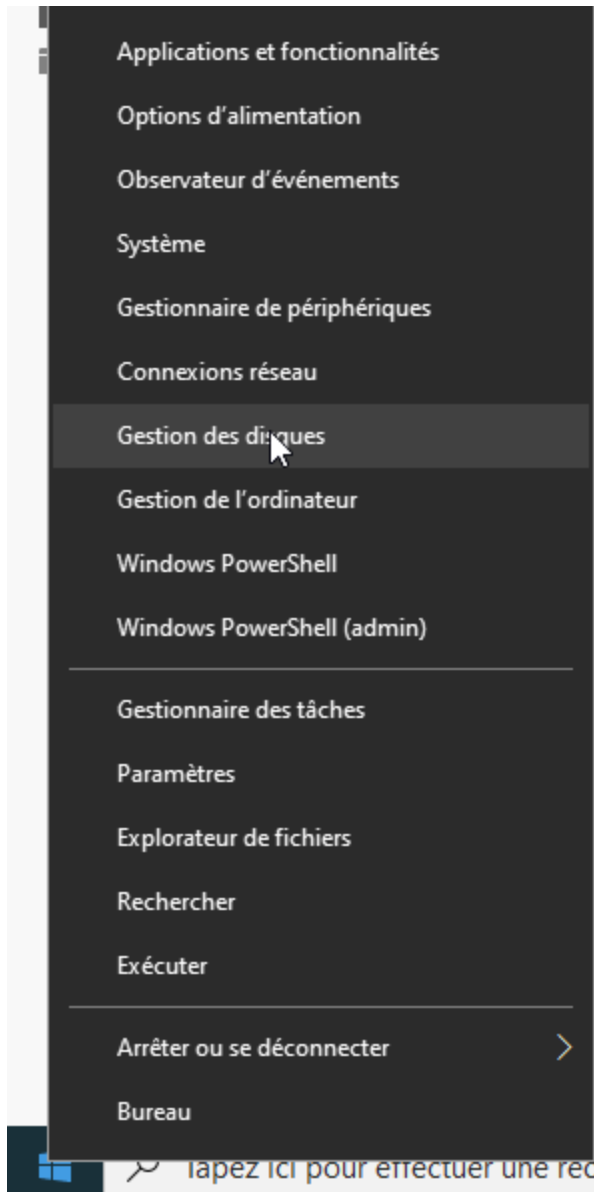 Applications et fonctionnalités
Options d'alimentation
Observateur d'événements
Système
Gestionnaire de périphériques
Connexions réseau
Gestion des disques
Gestion de l'ordinateur
Windows PowerShell
Windows PowerShell (admin)
Gestionnaire des tâches
Paramètres
Explorateur de fichiers
Rechercher
Exécuter
Arrêter ou se déconnecter
Bureau
Tapez ici pour effectuer une rec